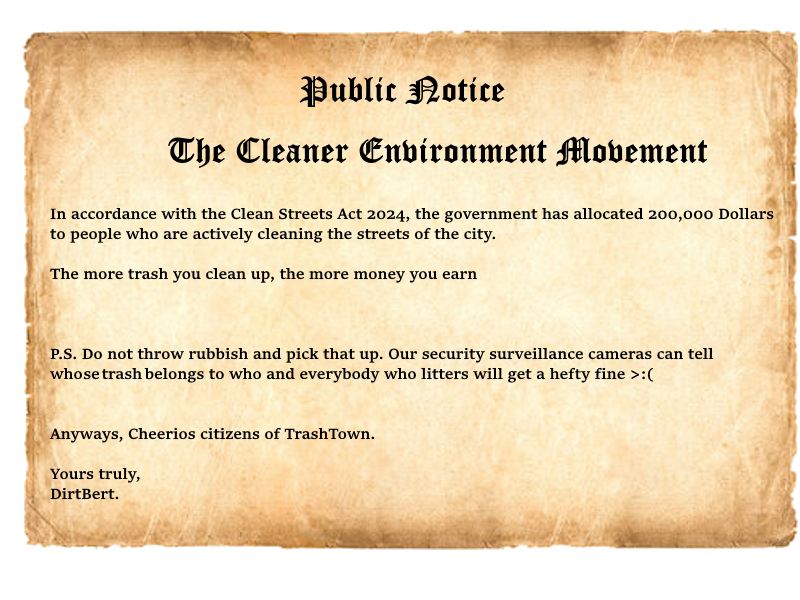 Public Notice
The Cleaner Environment Movement
In accordance with the Clean Streets Act 2024, the government has allocated 200,000 Dollars
to people who are actively cleaning the streets of the city.
The more trash you clean up, the more money you earn
P.S. Do not throw rubbish and pick that up. Our security surveillance cameras can tell
whose trash belongs to who and everybody who litters will get a hefty fine >:(
Anyways, Cheerios citizens of TrashTown.
Yours truly,
DirtBert.